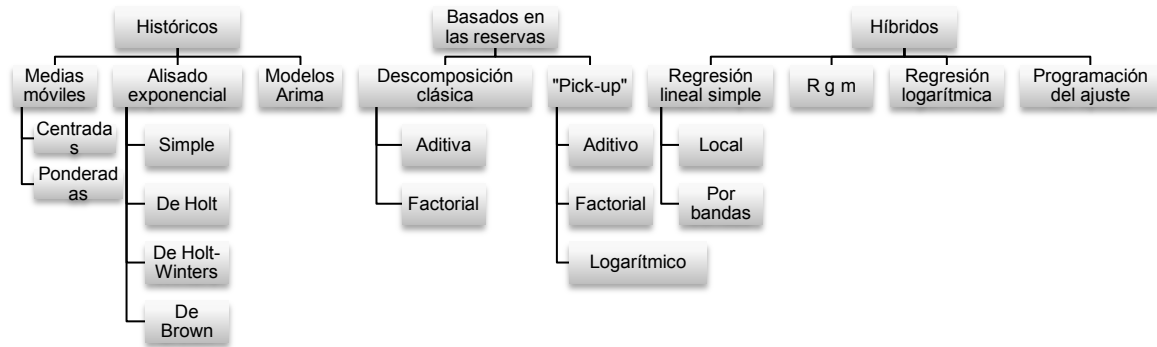 Históricos
Basados en
las reservas
Híbridos
Medias
móviles
Alisado
exponencial
Modelos
Arima
Descomposición
clásica
"Pick-up"
Regresión
lineal simple
R g m
Regresión
logarítmica
Programación
del ajuste
Centrada
s
Ponderad
as
Simple
De Holt
De Holt-
Winters
De
Brown
Aditiva
Factorial
Aditivo
Factorial
Logarítmico
Local
Por
bandas